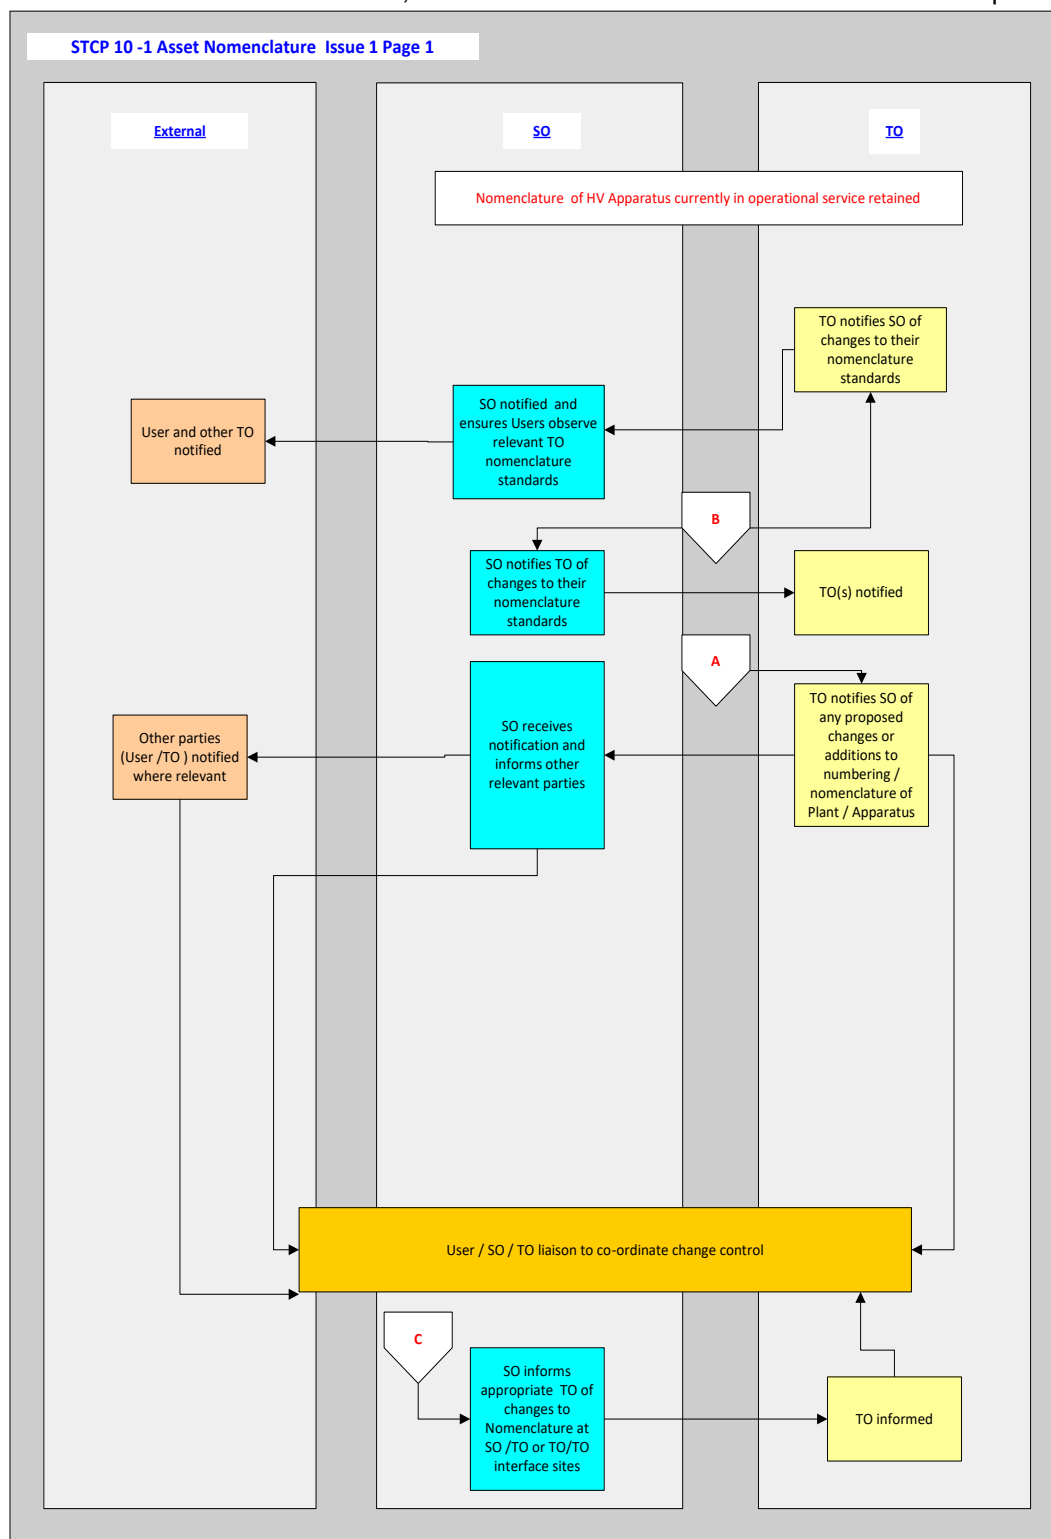 STCP 10 -1 Asset Nomenclature Issue 1 Page 1
External
SO
TO
Nomenclature of HV Apparatus currently in operational service retained
TO notifies SO of
changes to their
nomenclature
standards
SO notified and
ensures Users observe
relevant TO
nomenclature
standards
User and other TO
notified
B
SO notifies TO of
changes to their
nomenclature
standards
TO(s) notified
A
TO notifies SO of
any proposed
changes or
additions to
numbering /
nomenclature of
Plant / Apparatus
SO receives
notification and
informs other
relevant parties
Other parties
(User /TO ) notified
where relevant
User / SO / TO liaison to co-ordinate change control
C
SO informs
appropriate TO of
changes to
Nomenclature at
SO /TO or TO/TO
interface sites
TO informed